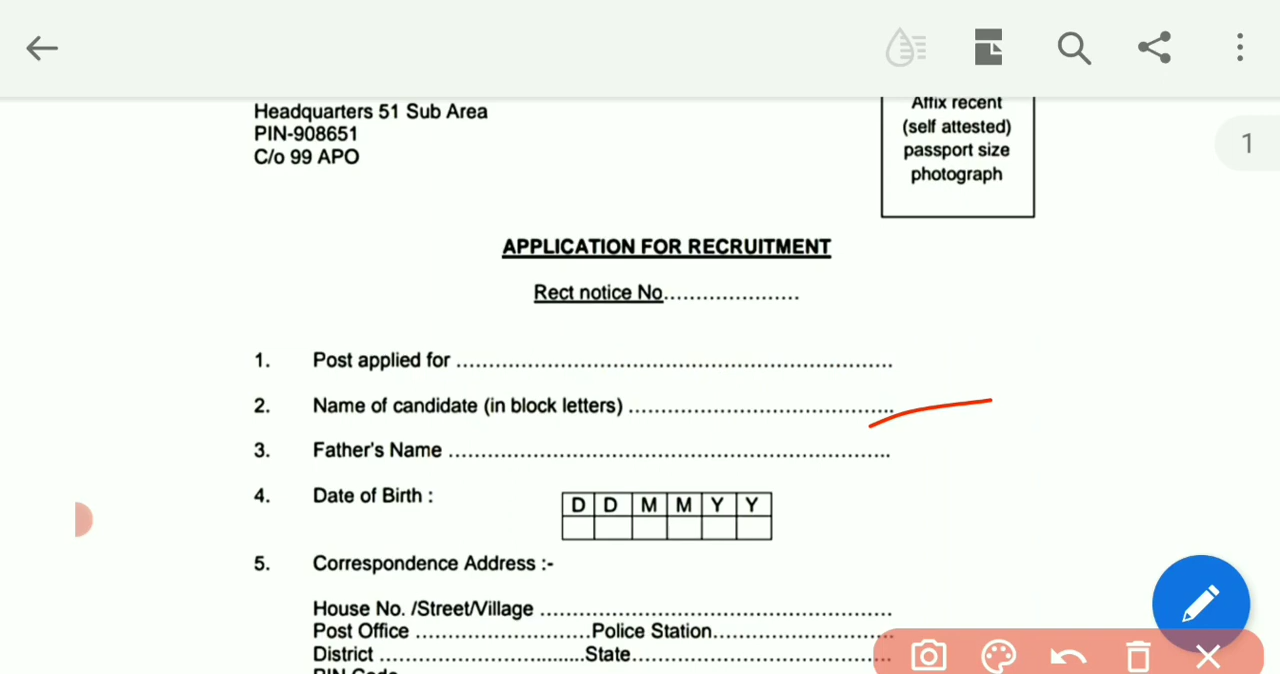 Headquarters 51 Sub Area
PIN-908651
C/o 99 APO
Affix recent
(self attested)
passport size
photograph
1
APPLICATION FOR RECRUITMENT
Rect notice No.....................
1. Post applied for ....................................................................
2. Name of candidate (in block letters) .........................................
3. Father's Name ....................................................................
4. Date of Birth :
D D M M Y Y
5. Correspondence Address :-
House No. /Street/Village ......................................................
Post Office ...........................Police Station............................
District ................................State........................................
PIN Code